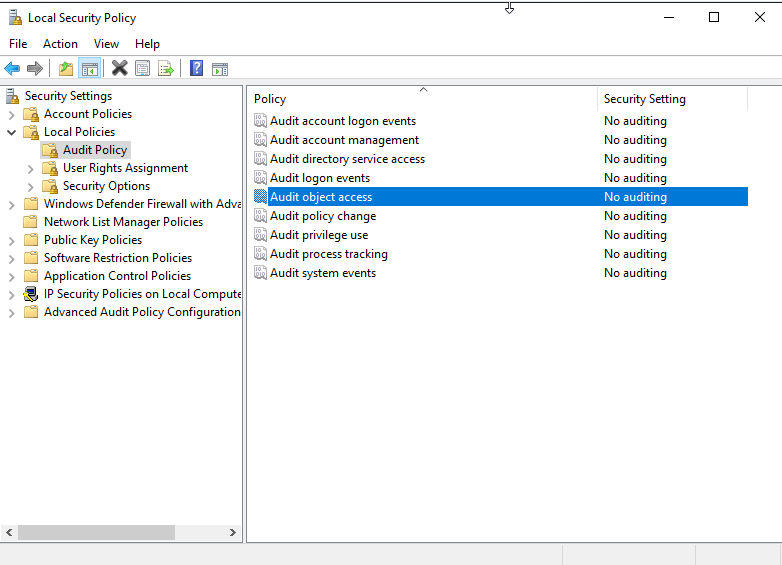 Local Security Policy
File Action View Help
Security Settings
Account Policies
Local Policies
Audit Policy
User Rights Assignment
Security Options
Windows Defender Firewall with Adva
Network List Manager Policies
Public Key Policies
Software Restriction Policies
Application Control Policies
IP Security Policies on Local Compute
Advanced Audit Policy Configuration
Policy Security Setting
Audit account logon events No auditing
Audit account management No auditing
Audit directory service access No auditing
Audit logon events No auditing
Audit object access No auditing
Audit policy change No auditing
Audit privilege use No auditing
Audit process tracking No auditing
Audit system events No auditing